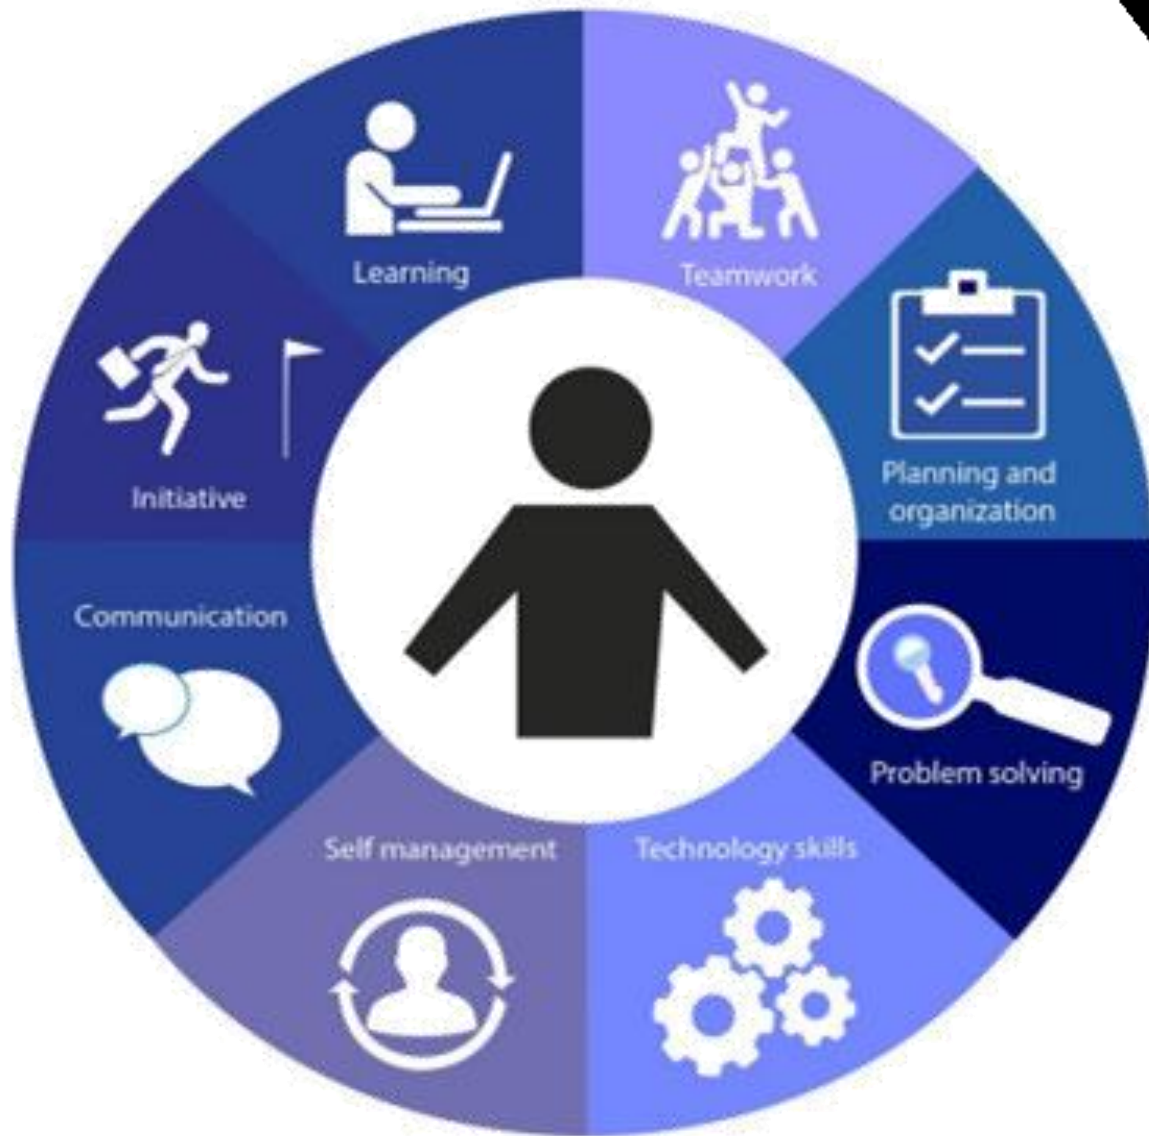 Learning
Teamwork
Initiative
Planning and
organization
Communication
Problem solving
Self management
Technology skills